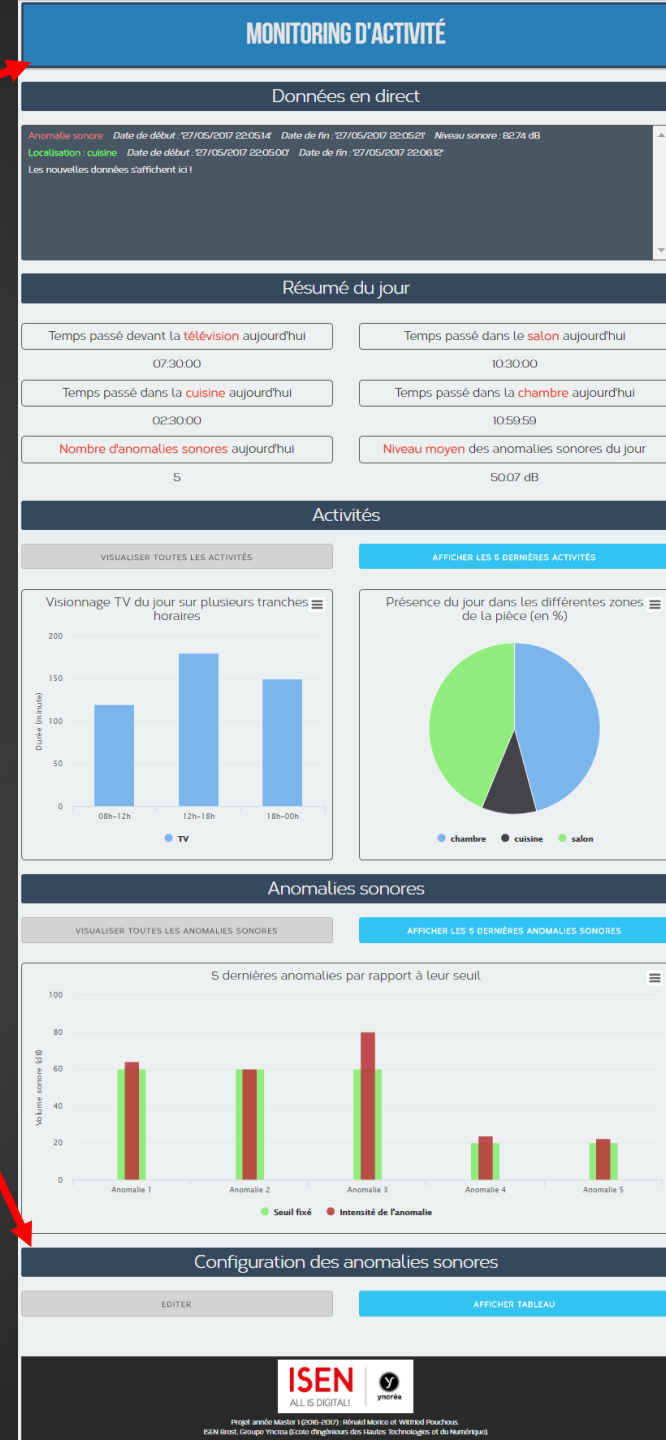 MONITORING D'ACTIVITÉ
Données en direct
Anomalie sonore Date de début : '27/05/2017 22:05:14' Date de fin : '27/05/2017 22:05:21' Niveau sonore : 82.74 dB
Localisation : cuisine Date de début : '27/05/2017 22:05:00' Date de fin : '27/05/2017 22:06:12'
Les nouvelles données s'affichent ici !
Résumé du jour
Temps passé devant la télévision aujourd'hui
Temps passé dans le salon aujourd'hui
07:30:00
10:30:00
Temps passé dans la cuisine aujourd'hui
Temps passé dans la chambre aujourd'hui
02:30:00
10:59:59
Nombre d'anomalies sonores aujourd'hui
Niveau moyen des anomalies sonores du jour
5
50.07 dB
Activités
VISUALISER TOUTES LES ACTIVITÉS
AFFICHER LES 5 DERNIÈRES ACTIVITÉS
Visionnage TV du jour sur plusieurs tranches
horaires
200
150
100
50
0
Durée (minute)
08h-12h
12h-18h
18h-00h
TV
Présence du jour dans les différentes zones
de la pièce (en %)
chambre
cuisine
salon
Anomalies sonores
VISUALISER TOUTES LES ANOMALIES SONORES
AFFICHER LES 5 DERNIÈRES ANOMALIES SONORES
5 dernières anomalies par rapport à leur seuil
100
80
60
40
20
0
Volume sonore (dB)
Anomalie 1
Anomalie 2
Anomalie 3
Anomalie 4
Anomalie 5
Seuil fixé
Intensité de l'anomalie
Configuration des anomalies sonores
EDITER
AFFICHER TABLEAU
ISEN
ALL IS DIGITAL!
yncréa
Projet année Master 1 (2016-2017) : Rénald Morice et Wilfried Pouchous.
ISEN Brest, Groupe Yncrea (Ecole d'Ingénieurs des Hautes Technologies et du Numérique).